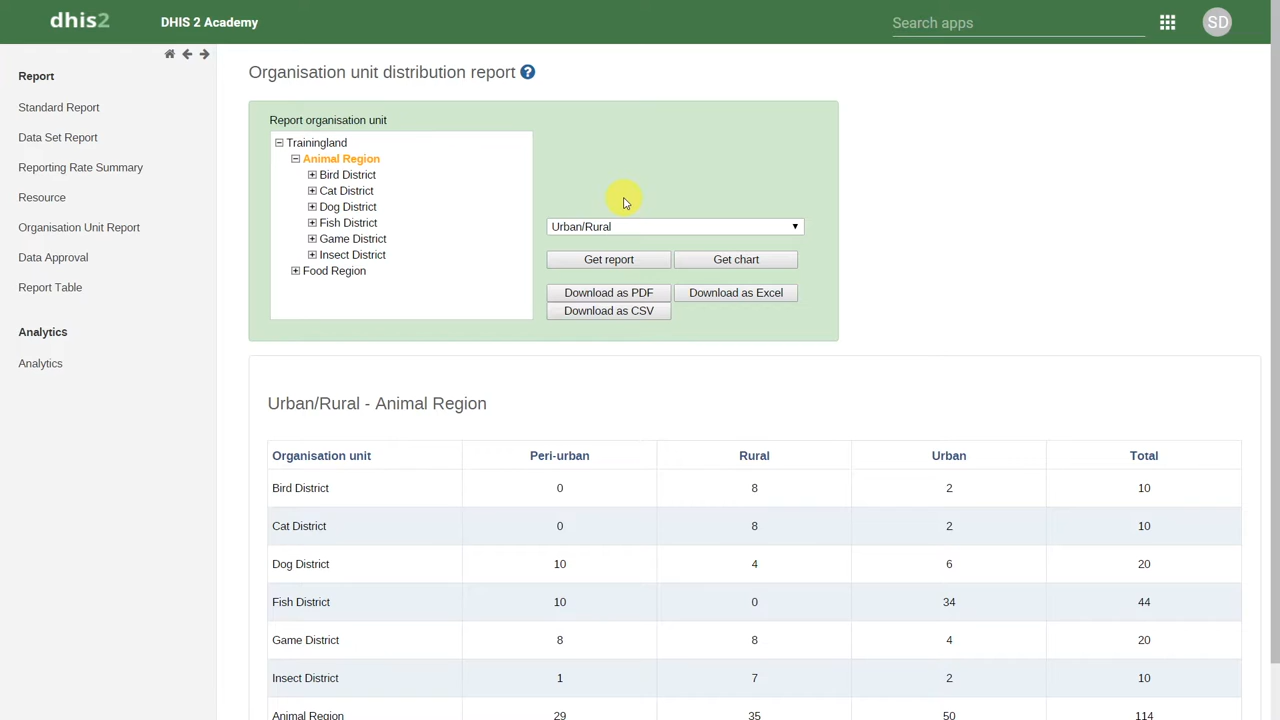 dhis2
DHIS 2 Academy
Search apps
SD
Report
Standard Report
Data Set Report
Reporting Rate Summary
Resource
Organisation Unit Report
Data Approval
Report Table
Analytics
Analytics
Organisation unit distribution report ?
Report organisation unit
Trainingland
Animal Region
Bird District
Cat District
Dog District
Fish District
Game District
Insect District
Food Region
Urban/Rural
Get report Get chart
Download as PDF Download as Excel
Download as CSV
Urban/Rural - Animal Region
Organisation unit Peri-urban Rural Urban Total
Bird District 0 8 2 10
Cat District 0 8 2 10
Dog District 10 4 6 20
Fish District 10 0 34 44
Game District 8 8 4 20
Insect District 1 7 2 10
Animal Region 29 35 50 114